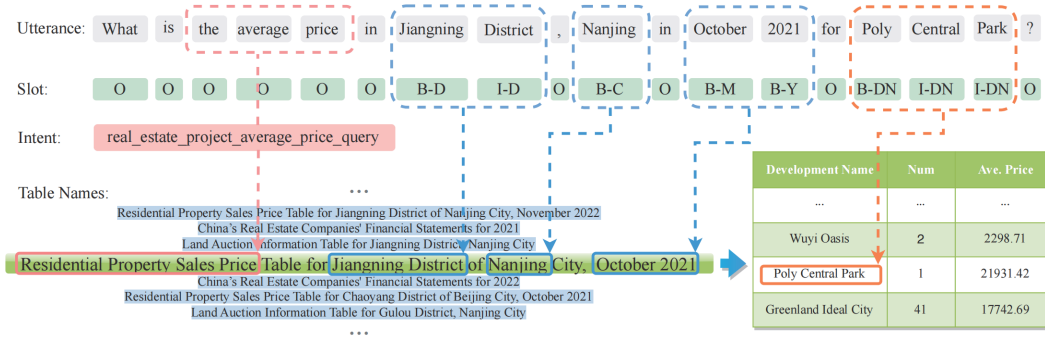 Utterance: What is the average price in Jiangning District , Nanjing in October 2021 for Poly Central Park ?
Slot: O O O O O O B-D I-D O B-C O B-M B-Y O B-DN I-DN I-DN O
Intent: real_estate_project_average_price_query
Table Names:
...
Residential Property Sales Price Table for Jiangning District of Nanjing City, November 2022
China's Real Estate Companies' Financial Statements for 2021
Land Auction Information Table for Jiangning District, Nanjing City
Residential Property Sales Price Table for Jiangning District of Nanjing City, October 2021
China's Real Estate Companies' Financial Statements for 2022
Residential Property Sales Price Table for Chaoyang District of Beijing City, October 2021
Land Auction Information Table for Gulou District, Nanjing City
...
Development Name Num Ave. Price
... ... ...
Wuyi Oasis 2 2298.71
Poly Central Park 1 21931.42
Greenland Ideal City 41 17742.69